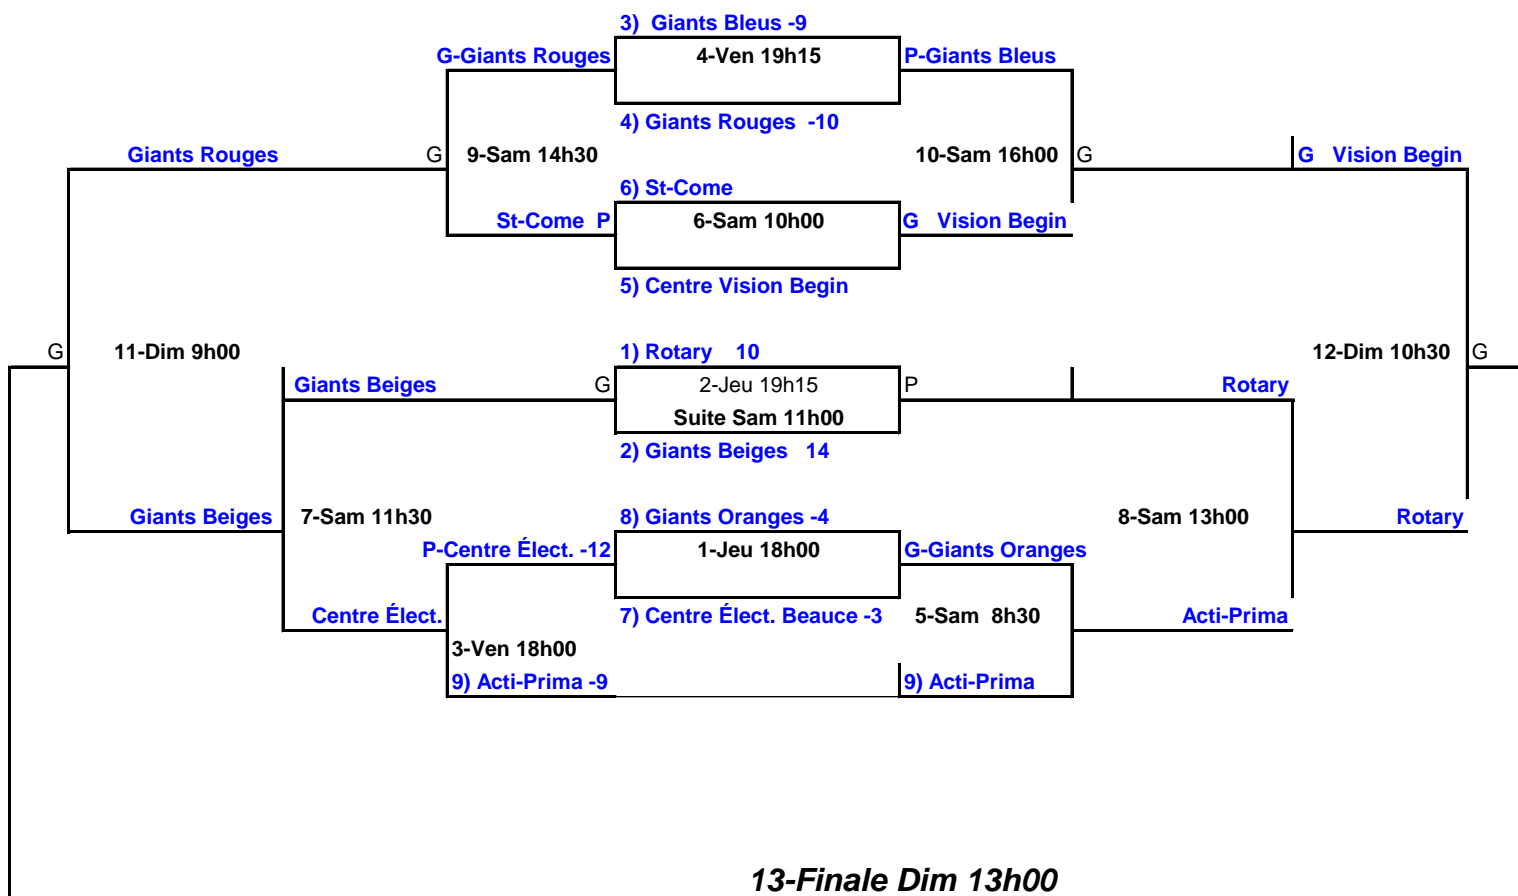 3)  Giants Bleus -9
G-Giants Rouges 4-Ven 19h15 P-Giants Bleus
4) Giants Rouges  -10
Giants Rouges G 9-Sam 14h30 10-Sam 16h00 G G   Vision Begin
6) St-Come
St-Come  P 6-Sam 10h00 G   Vision Begin
5) Centre Vision Begin
G 11-Dim 9h00 1) Rotary    10 12-Dim 10h30 G
Giants Beiges G 2-Jeu 19h15 P Rotary
Suite Sam 11h00
2) Giants Beiges   14
Giants Beiges 7-Sam 11h30 8) Giants Oranges -4 8-Sam 13h00 Rotary
P-Centre Élect. -12 1-Jeu 18h00 G-Giants Oranges
Centre Élect. 7) Centre Élect. Beauce -3 5-Sam  8h30 Acti-Prima
3-Ven 18h00
9) Acti-Prima -9 9) Acti-Prima
13-Finale Dim 13h00